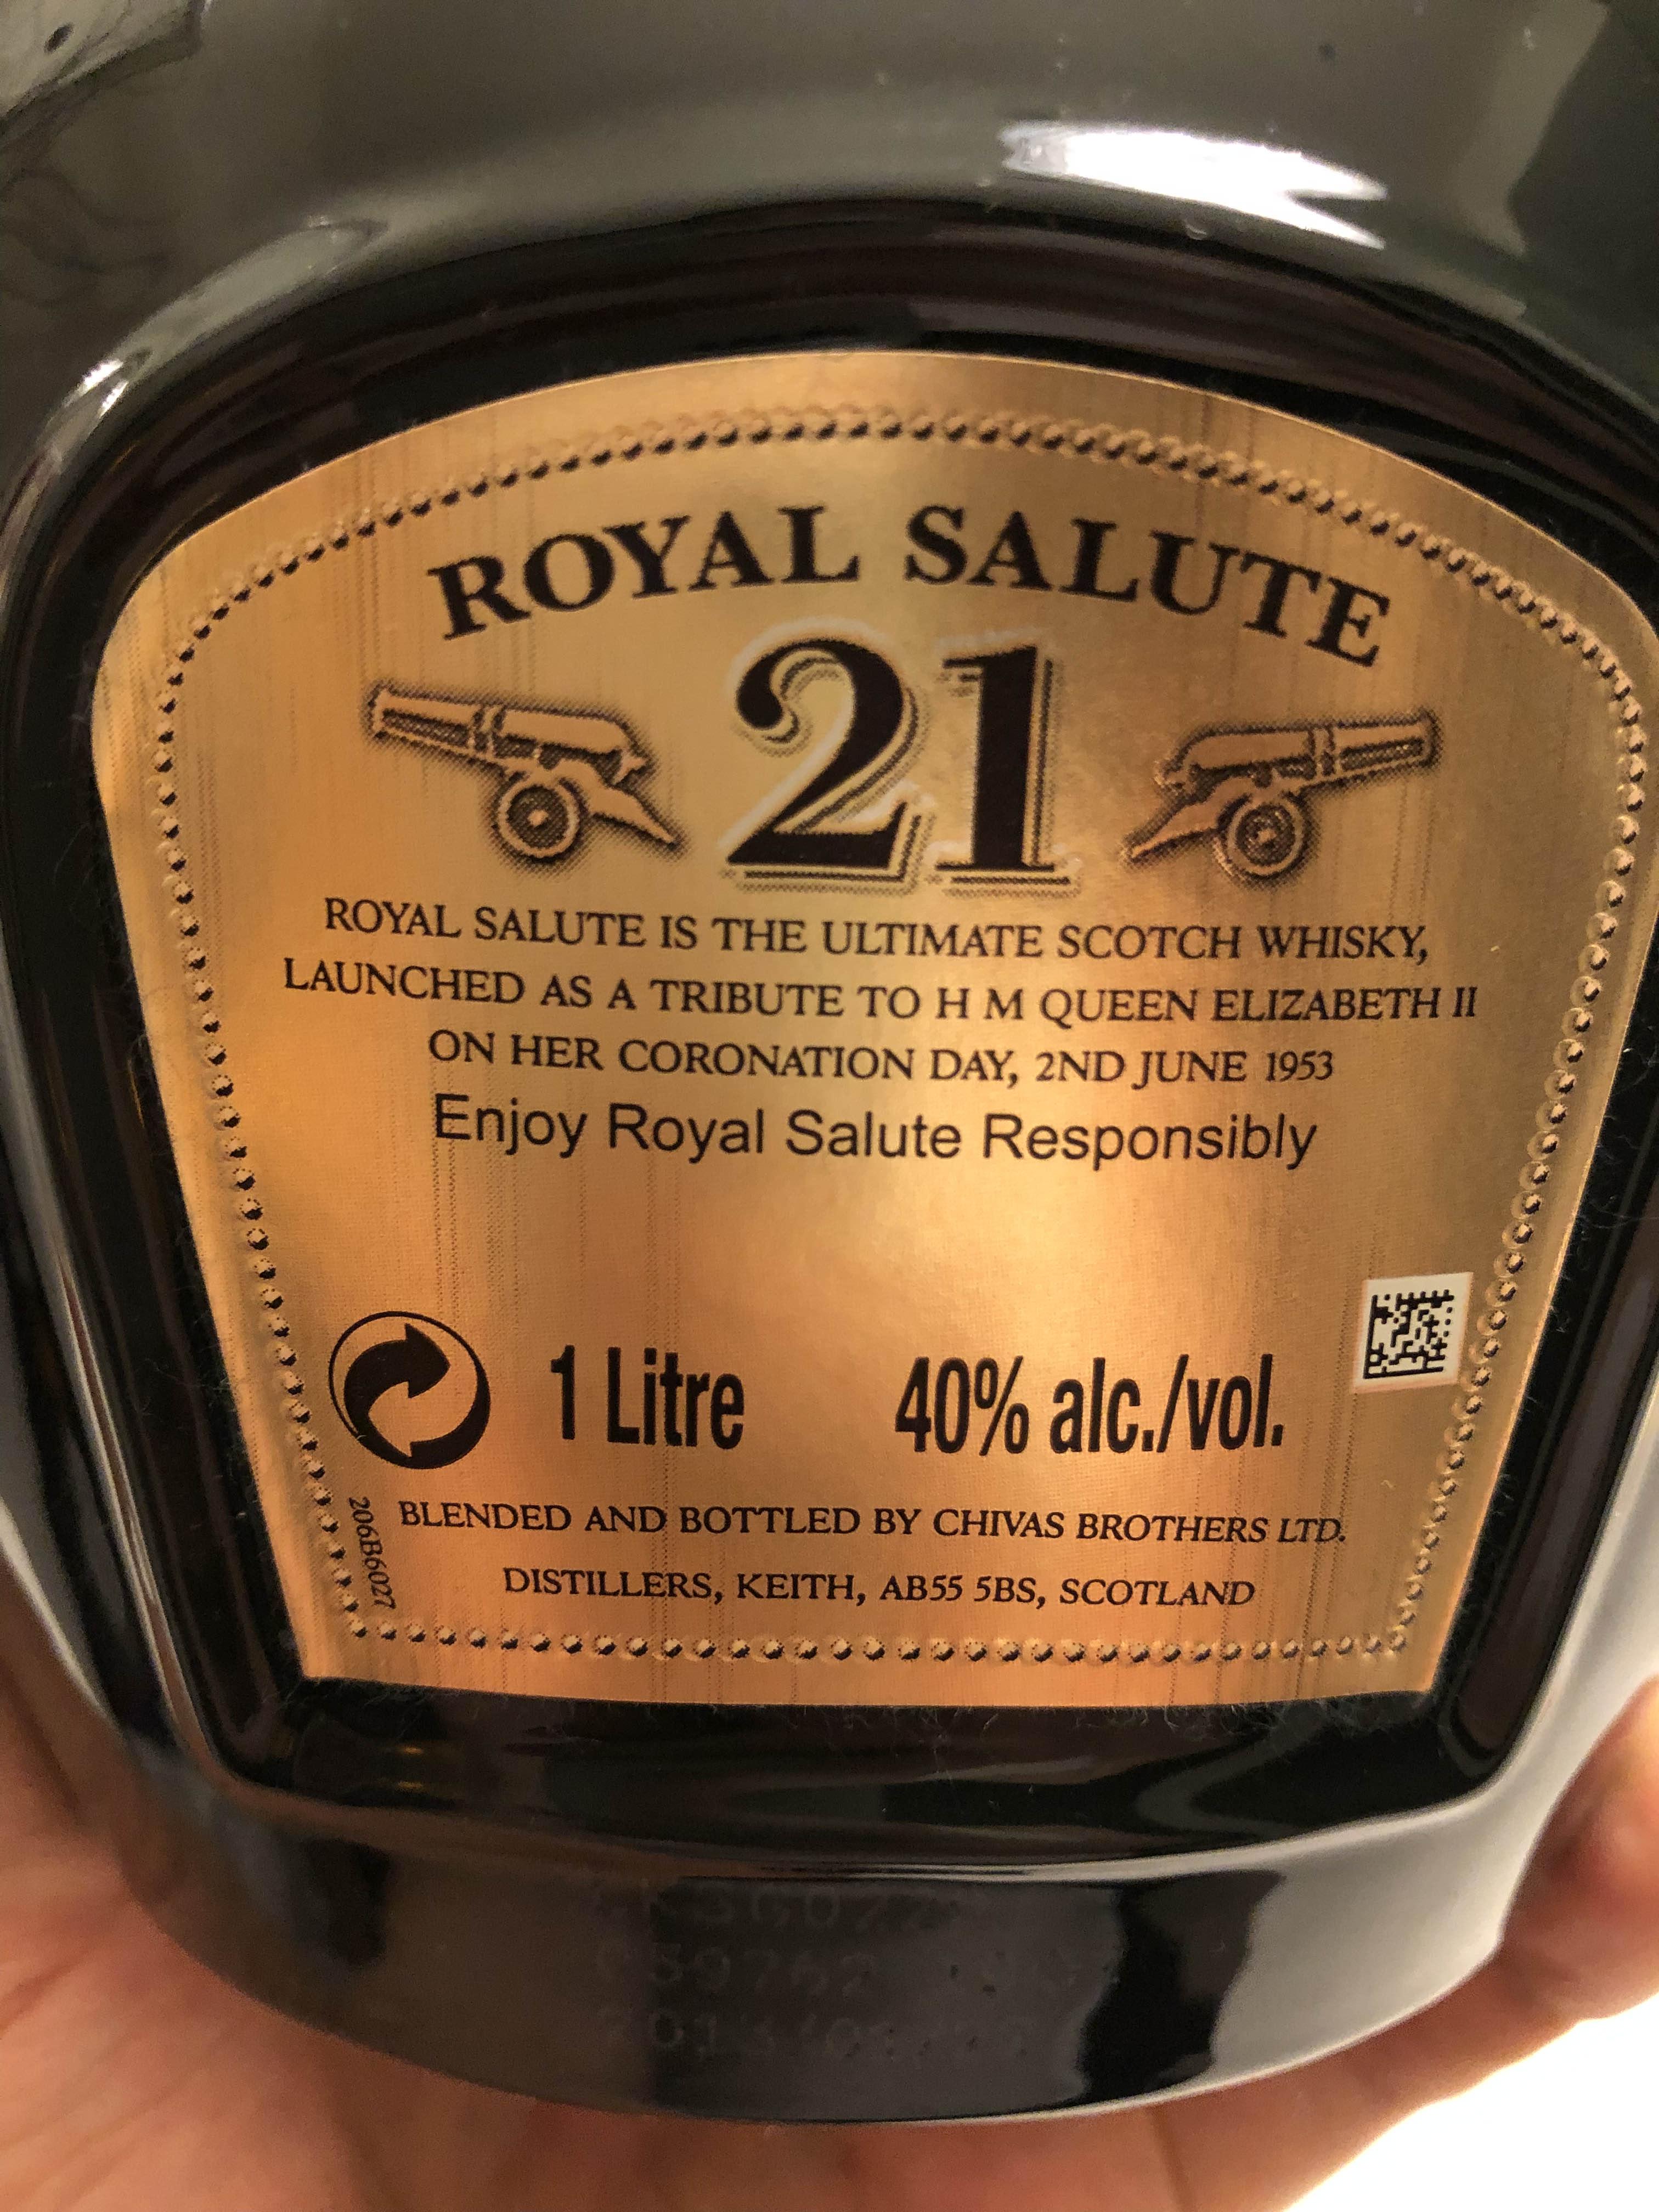 ROYAL SALUTE
21
ROYAL SALUTE IS THE ULTIMATE SCOTCH WHISKY,
LAUNCHED AS A TRIBUTE TO H M QUEEN ELIZABETH II
ON HER CORONATION DAY, 2ND JUNE 1953
Enjoy Royal Salute Responsibly
1 Litre 40% alc./vol.
206B6027
BLENDED AND BOTTLED BY CHIVAS BROTHERS LTD.
DISTILLERS, KEITH, AB55 5BS, SCOTLAND